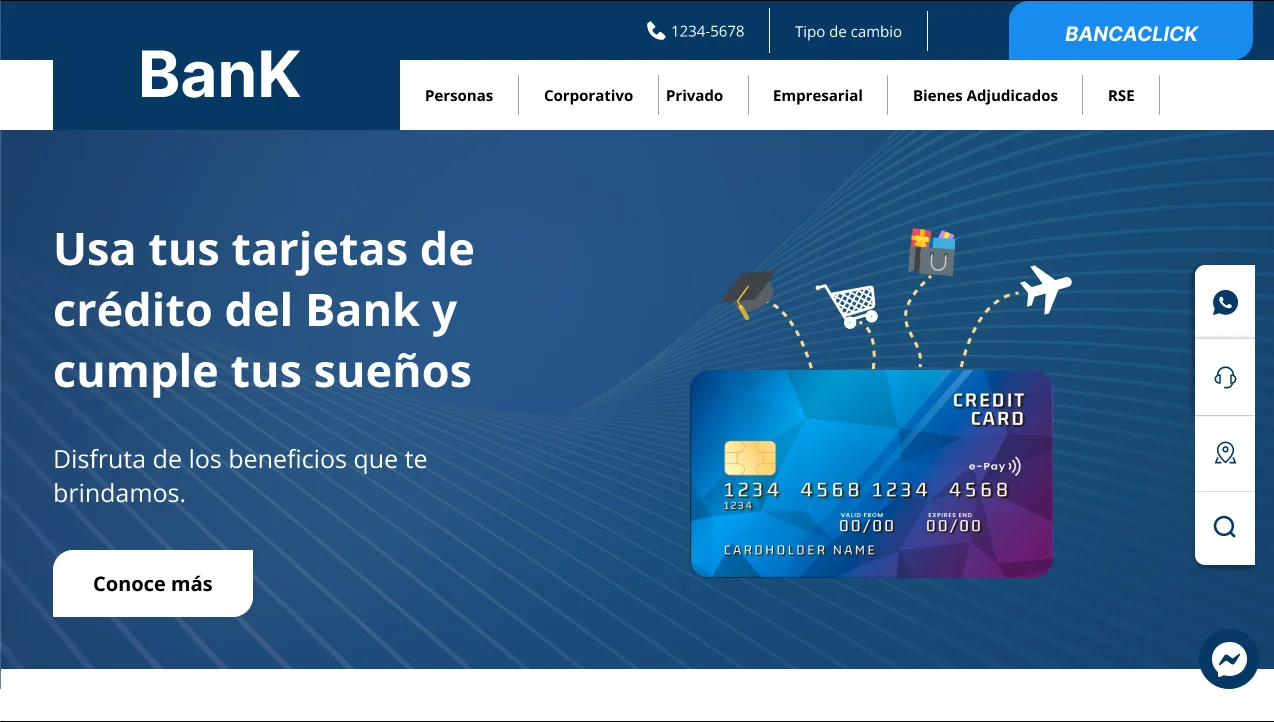 1234-5678
Tipo de cambio
BANCACLICK
BanK
Personas
Corporativo
Privado
Empresarial
Bienes Adjudicados
RSE
Usa tus tarjetas de
crédito del Bank y
cumple tus sueños
Disfruta de los beneficios que te
brindamos.
Conoce más
CREDIT
CARD
e-Pay
1234 4568 1234 4568
1234
VALID FROM
00/00
EXPIRES END
00/00
CARDHOLDER NAME